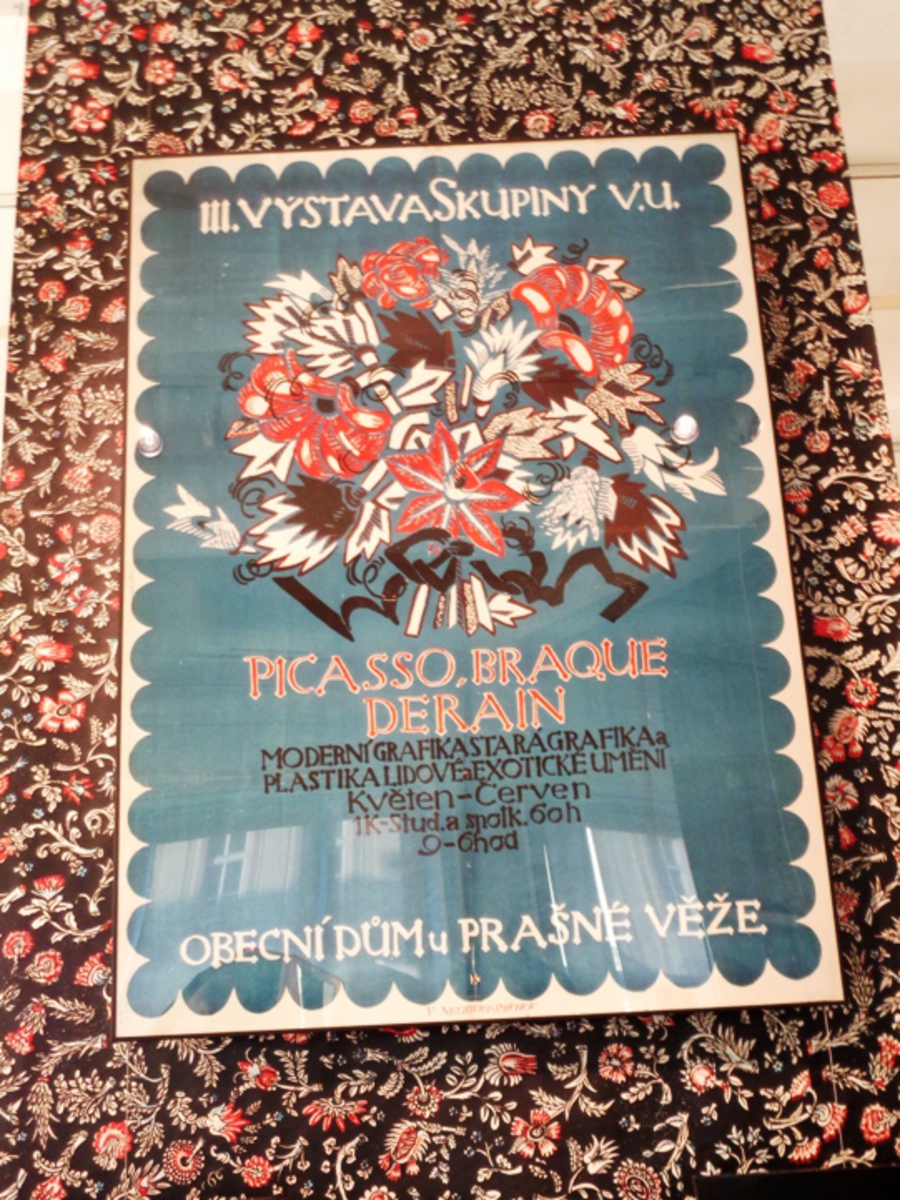 III. VÝSTAVA SKUPINY V.U.
PICASSO, BRAQUE
DERAIN
MODERNÍ GRAFIKA STARÁ GRAFIKA a
PLASTIKA LIDOVÉ a EXOTICKÉ UMĚNÍ
Květen-Červen
1K-Stud. a spolk. 60h
9-6hod
OBECNÍ DŮM u PRAŠNÉ VĚŽE